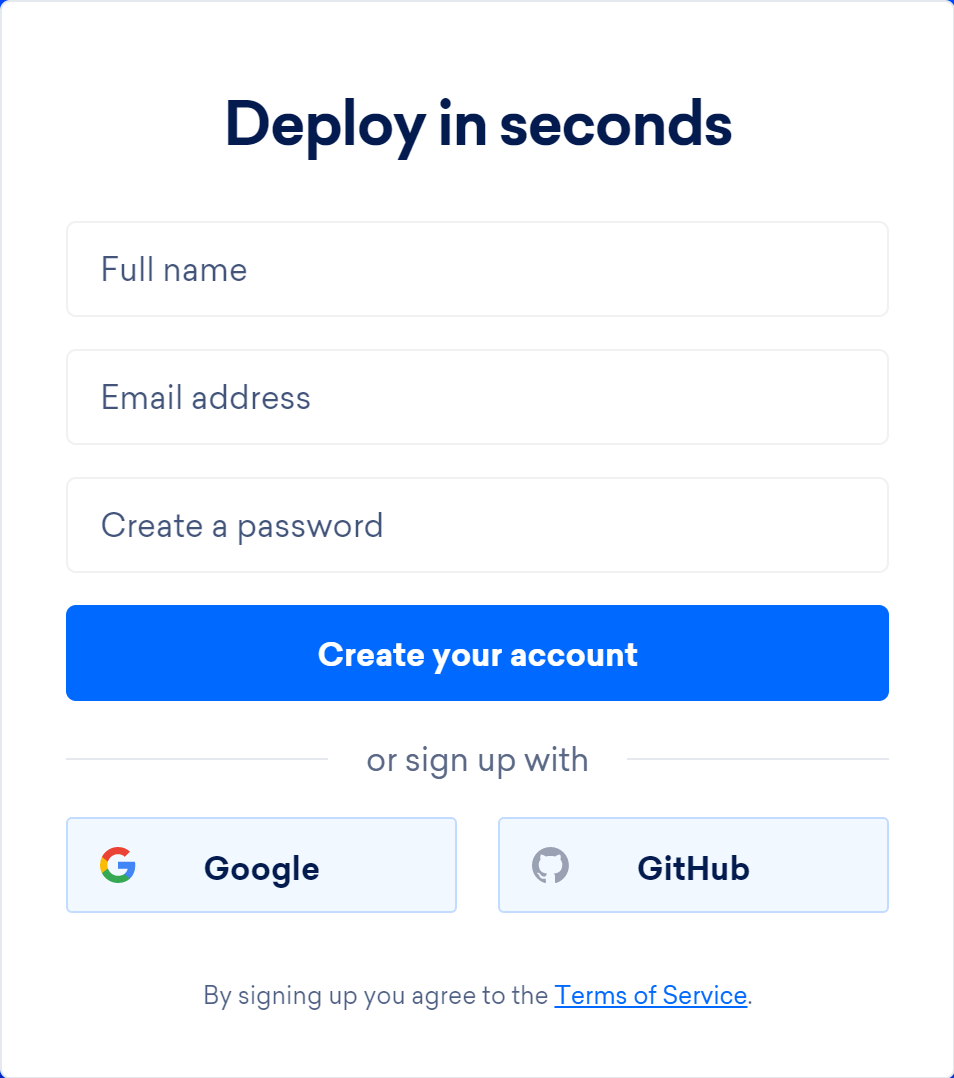 Deploy in seconds
Full name
Email address
Create a password
Create your account
or sign up with
Google
GitHub
By signing up you agree to the Terms of Service.